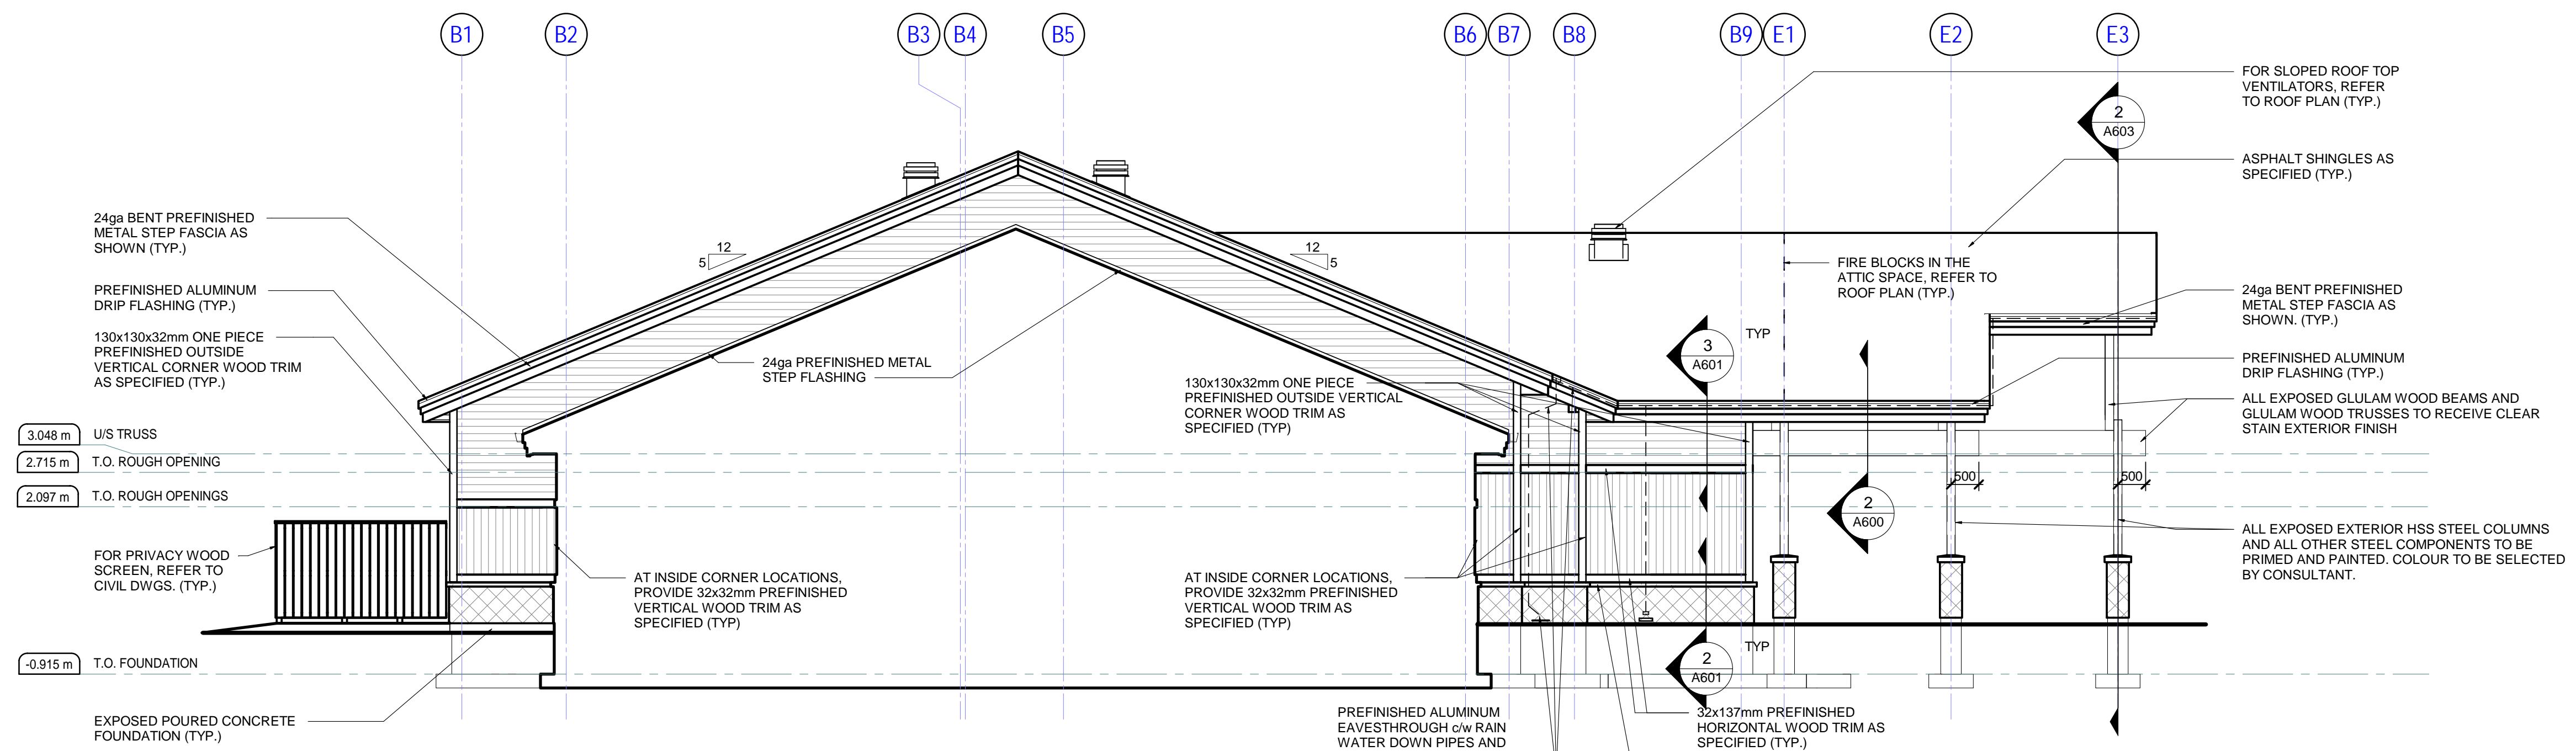 B1
B2
B3
B4
B5
B6
B7
B8
B9
E1
E2
E3
FOR SLOPED ROOF TOP
VENTILATORS, REFER
TO ROOF PLAN (TYP.)
2
A603
ASPHALT SHINGLES AS
SPECIFIED (TYP.)
24ga BENT PREFINISHED
METAL STEP FASCIA AS
SHOWN (TYP.)
12
5
12
5
FIRE BLOCKS IN THE
ATTIC SPACE, REFER TO
ROOF PLAN (TYP.)
PREFINISHED ALUMINUM
DRIP FLASHING (TYP.)
24ga BENT PREFINISHED
METAL STEP FASCIA AS
SHOWN. (TYP.)
130x130x32mm ONE PIECE
PREFINISHED OUTSIDE
VERTICAL CORNER WOOD TRIM
AS SPECIFIED (TYP.)
24ga PREFINISHED METAL
STEP FLASHING
3
A601
TYP
PREFINISHED ALUMINUM
DRIP FLASHING (TYP.)
130x130x32mm ONE PIECE
PREFINISHED OUTSIDE VERTICAL
CORNER WOOD TRIM AS
SPECIFIED (TYP)
ALL EXPOSED GLULAM WOOD BEAMS AND
GLULAM WOOD TRUSSES TO RECEIVE CLEAR
STAIN EXTERIOR FINISH
3.048 m
U/S TRUSS
2.715 m
T.O. ROUGH OPENING
2.097 m
T.O. ROUGH OPENINGS
500
500
2
A600
FOR PRIVACY WOOD
SCREEN, REFER TO
CIVIL DWGS. (TYP.)
AT INSIDE CORNER LOCATIONS,
PROVIDE 32x32mm PREFINISHED
VERTICAL WOOD TRIM AS
SPECIFIED (TYP)
AT INSIDE CORNER LOCATIONS,
PROVIDE 32x32mm PREFINISHED
VERTICAL WOOD TRIM AS
SPECIFIED (TYP)
ALL EXPOSED EXTERIOR HSS STEEL COLUMNS
AND ALL OTHER STEEL COMPONENTS TO BE
PRIMED AND PAINTED. COLOUR TO BE SELECTED
BY CONSULTANT.
-0.915 m
T.O. FOUNDATION
2
A601
TYP
EXPOSED POURED CONCRETE
FOUNDATION (TYP.)
PREFINISHED ALUMINUM
EAVESTHROUGH c/w RAIN
WATER DOWN PIPES AND
32x137mm PREFINISHED
HORIZONTAL WOOD TRIM AS
SPECIFIED (TYP.)